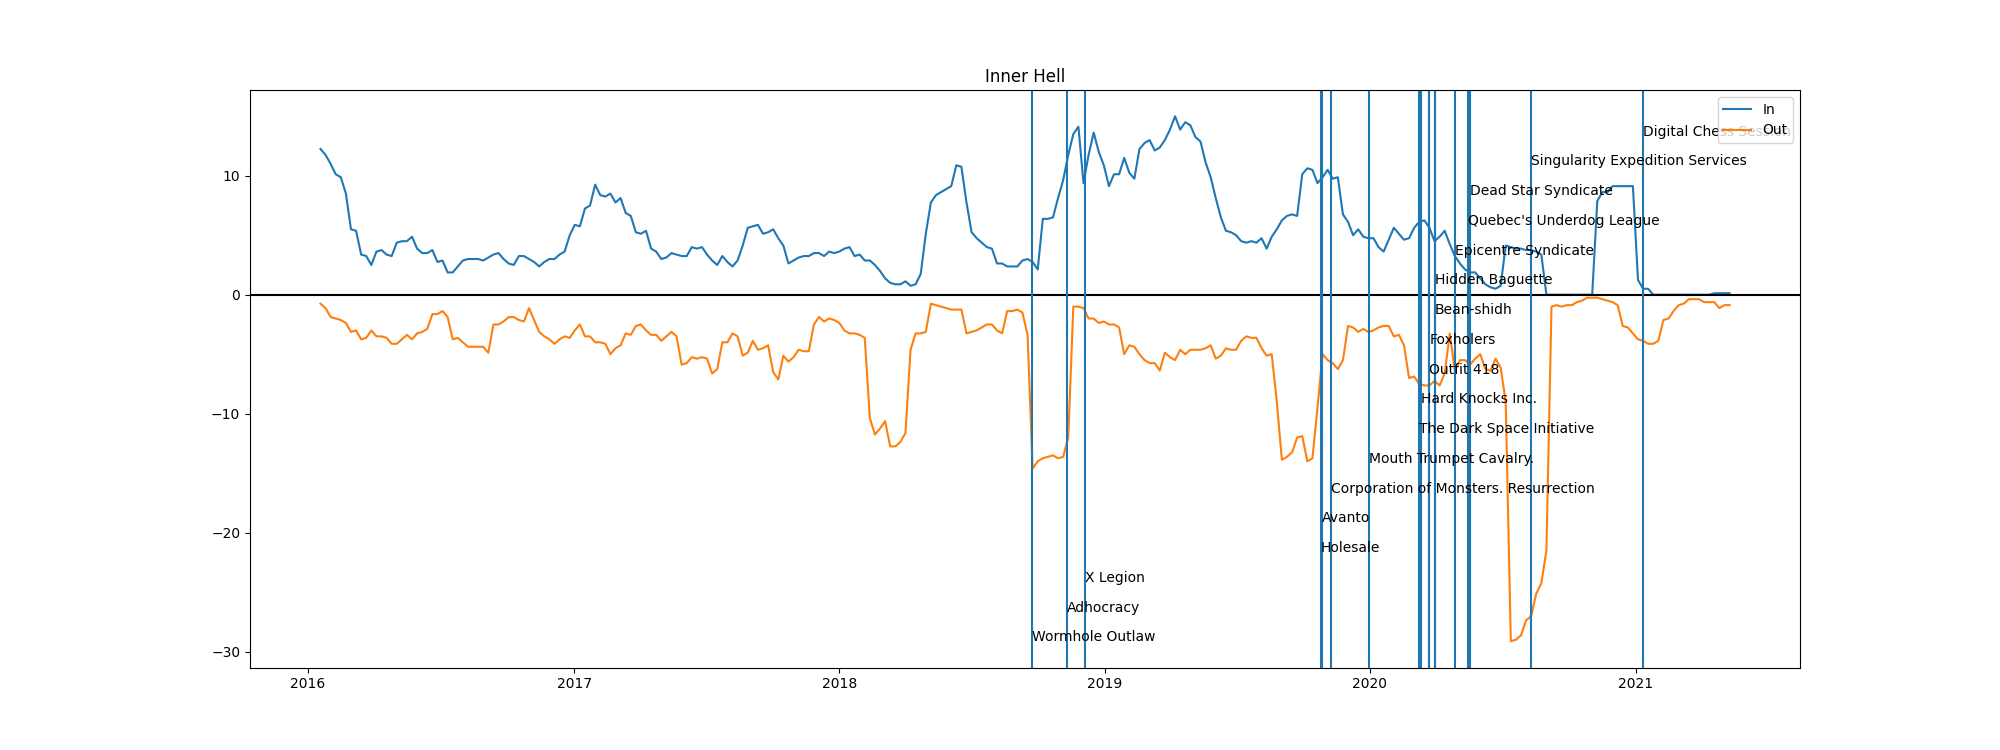 Inner Hell
In
Out
Digital Chess Session
Singularity Expedition Services
Dead Star Syndicate
Quebec's Underdog League
Epicentre Syndicate
Hidden Baguette
Bean-shidh
Foxholers
Outfit 418
Hard Knocks Inc.
The Dark Space Initiative
Mouth Trumpet Cavalry.
Corporation of Monsters. Resurrection
Avanto
Holesale
X Legion
Adhocracy
Wormhole Outlaw
10
0
−10
−20
−30
2016
2017
2018
2019
2020
2021